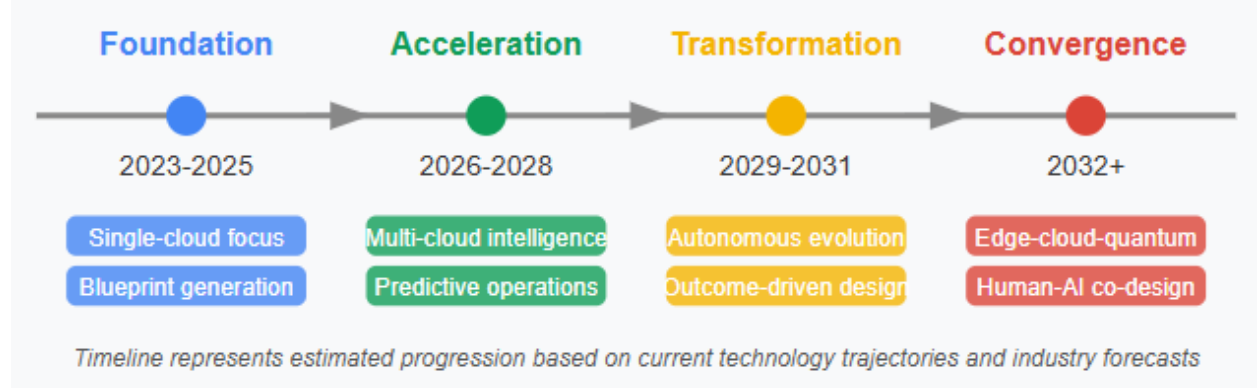 Foundation Acceleration Transformation Convergence
2023-2025 2026-2028 2029-2031 2032+
Single-cloud focus Multi-cloud intelligence Autonomous evolution Edge-cloud-quantum
Blueprint generation Predictive operations Outcome-driven design Human-AI co-design
Timeline represents estimated progression based on current technology trajectories and industry forecasts